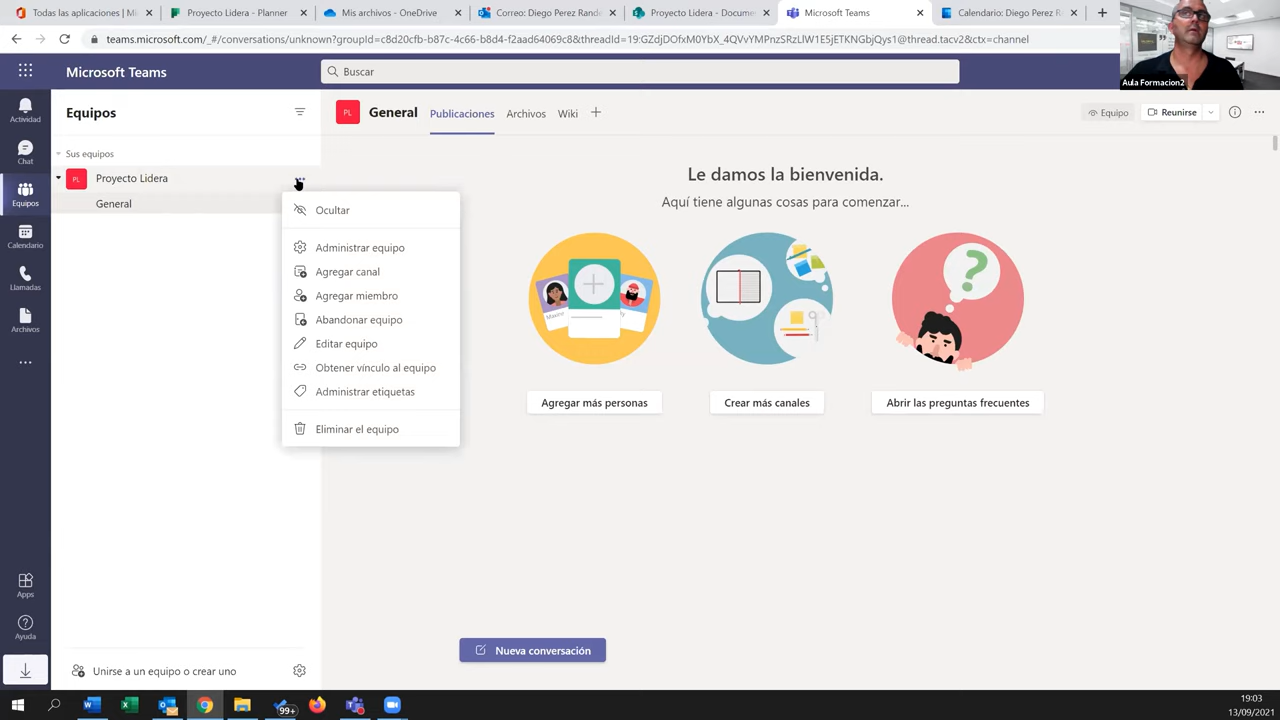 Todas las aplicaciones | M
Proyecto Lidera - Planner
Mis archivos - OneDrive
Correo: Diego Perez Rande
Proyecto Lidera - Docume
Microsoft Teams
Calendario: Diego Perez R
teams.microsoft.com/_#/conversations/unknown?groupId=c8d20cfb-b87c-4c66-b8d4-f2aad64069c8&threadId=19:GZdjDOfxM0YbX_4QVvYMPnzSRzLlW1E5jETKNGbjQys1@thread.tacv2&ctx=channel
Aula Formacion2
Microsoft Teams
Buscar
Actividad
Chat
Equipos
Calendario
Llamadas
Archivos
Apps
Ayuda
Equipos
Sus equipos
PL Proyecto Lidera
General
Unirse a un equipo o crear uno
Ocultar
Administrar equipo
Agregar canal
Agregar miembro
Abandonar equipo
Editar equipo
Obtener vínculo al equipo
Administrar etiquetas
Eliminar el equipo
PL General Publicaciones Archivos Wiki
Equipo
Reunirse
Le damos la bienvenida.
Aquí tiene algunas cosas para comenzar...
Maxine
Agregar más personas
Crear más canales
Abrir las preguntas frecuentes
Nueva conversación
99+
19:03
13/09/2021